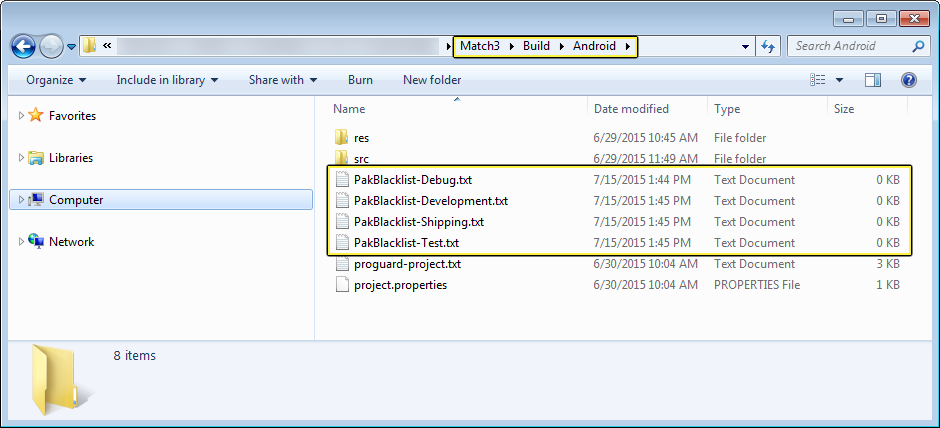 « Match3 Build Android Search Android
Organize Include in library Share with Burn New folder
Favorites
Libraries
Computer
Network
Name Date modified Type Size
res 6/29/2015 10:45 AM File folder
src 6/29/2015 11:49 AM File folder
PakBlacklist-Debug.txt 7/15/2015 1:44 PM Text Document 0 KB
PakBlacklist-Development.txt 7/15/2015 1:45 PM Text Document 0 KB
PakBlacklist-Shipping.txt 7/15/2015 1:45 PM Text Document 0 KB
PakBlacklist-Test.txt 7/15/2015 1:45 PM Text Document 0 KB
proguard-project.txt 6/30/2015 10:04 AM Text Document 3 KB
project.properties 6/30/2015 10:04 AM PROPERTIES File 1 KB
8 items